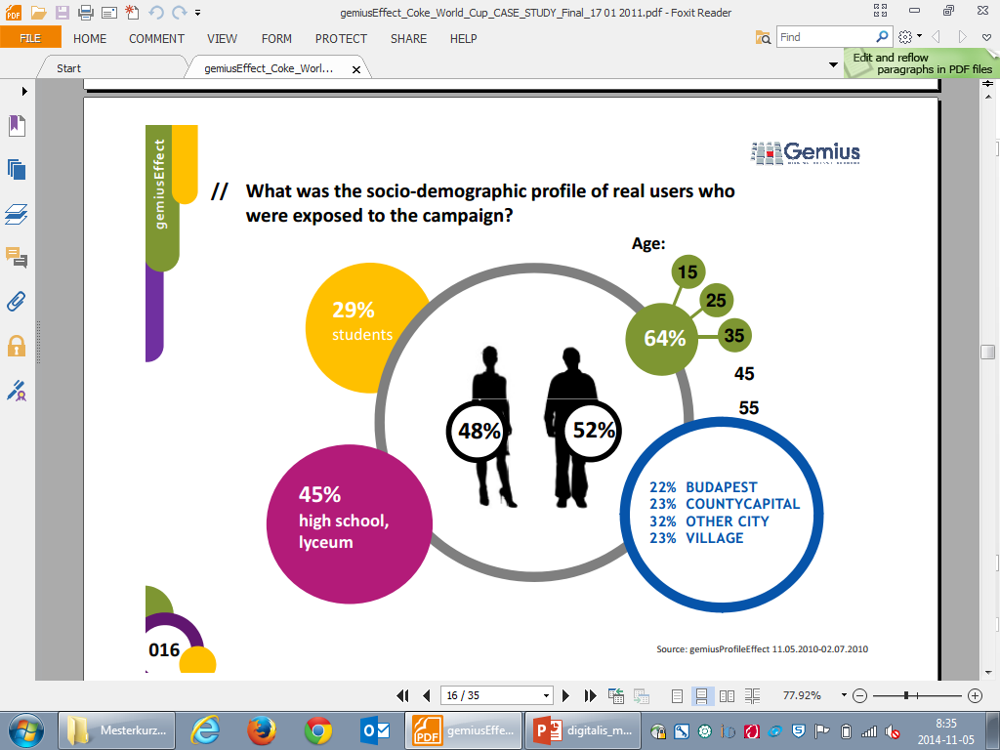 gemiusEffect_Coke_World_Cup_CASE_STUDY_Final_17 01 2011.pdf - Foxit Reader
FILE HOME COMMENT VIEW FORM PROTECT SHARE HELP
Find
Start
gemiusEffect_Coke_Worl...
Edit and reflow
paragraphs in PDF files
gemiusEffect
Gemius
// What was the socio-demographic profile of real users who
were exposed to the campaign?
Age:
15
25
35
45
55
64%
29%
students
48%
52%
45%
high school,
lyceum
22% BUDAPEST
23% COUNTYCAPITAL
32% OTHER CITY
23% VILLAGE
016
Source: gemiusProfileEffect 11.05.2010-02.07.2010
16 / 35
77.92%
Mesterkurz...
PDF
gemiusEffe...
digitalis_m...
8:35
2014-11-05